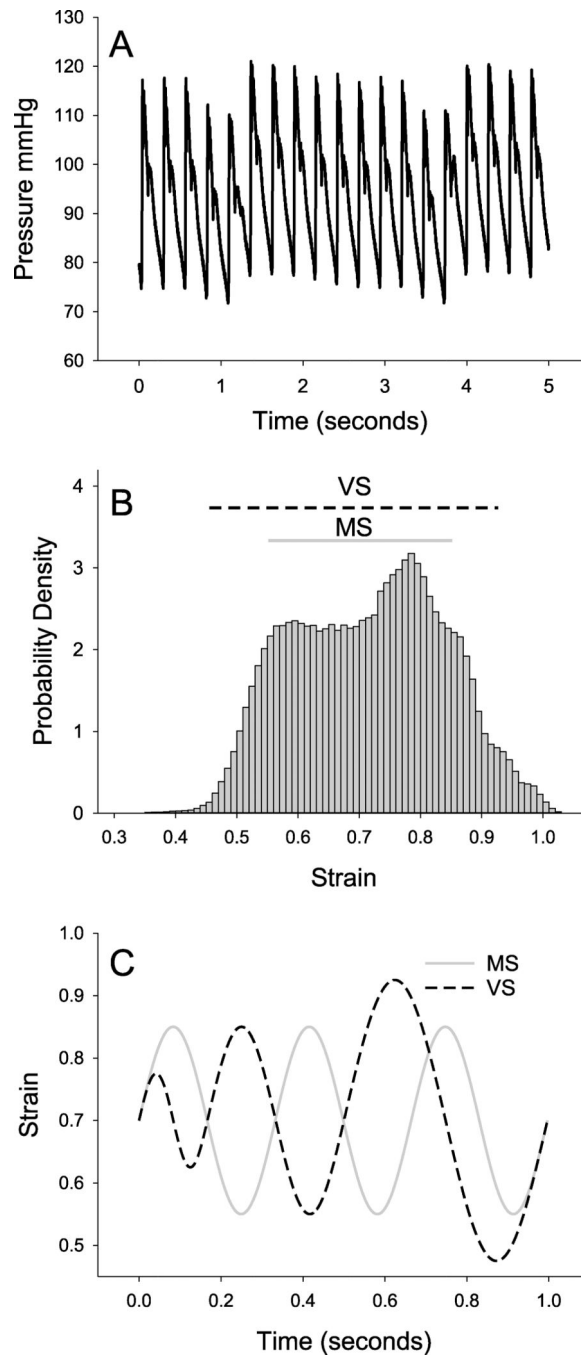 A
130
120
110
100
90
80
70
60
Pressure mmHg
0 1 2 3 4 5
Time (seconds)
B
VS
MS
4
3
2
1
0
Probability Density
0.3 0.4 0.5 0.6 0.7 0.8 0.9 1.0
Strain
C
MS
VS
1.0
0.9
0.8
0.7
0.6
0.5
Strain
0.0 0.2 0.4 0.6 0.8 1.0
Time (seconds)